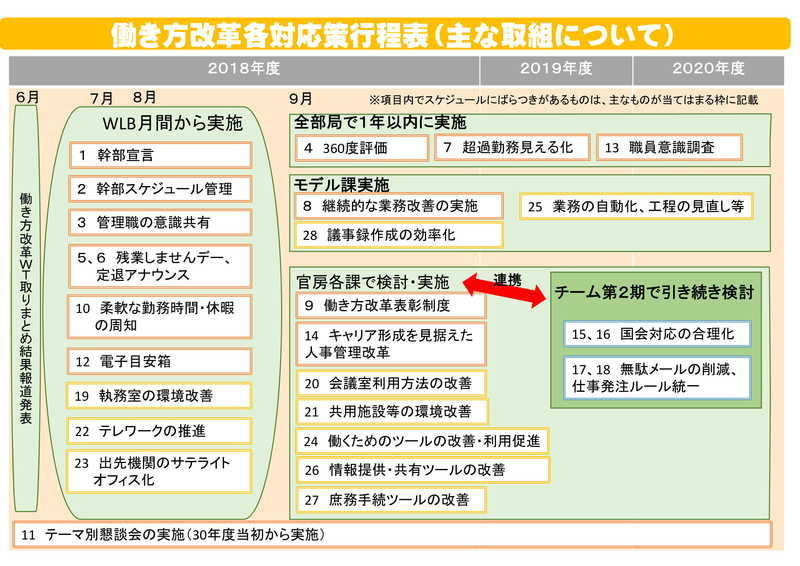 働き方改革各対応策行程表(主な取組について)
2018年度
2019年度
2020年度
6月
7月
8月
9月
※項目内でスケジュールにばらつきがあるものは、主なものが当てはまる枠に記載
働き方改革WT取りまとめ結果報道発表
WLB月間から実施
1 幹部宣言
2 幹部スケジュール管理
3 管理職の意識共有
5、6 残業しませんデー、
定退アナウンス
10 柔軟な勤務時間・休暇
の周知
12 電子目安箱
19 執務室の環境改善
22 テレワークの推進
23 出先機関のサテライト
オフィス化
全部局で1年以内に実施
4 360度評価
7 超過勤務見える化
13 職員意識調査
モデル課実施
8 継続的な業務改善の実施
25 業務の自動化、工程の見直し等
28 議事録作成の効率化
官房各課で検討・実施
連携
9 働き方改革表彰制度
14 キャリア形成を見据えた
人事管理改革
20 会議室利用方法の改善
21 共用施設等の環境改善
24 働くためのツールの改善・利用促進
26 情報提供・共有ツールの改善
27 庶務手続ツールの改善
チーム第2期で引き続き検討
15、16 国会対応の合理化
17、18 無駄メールの削減、
仕事発注ルール統一
11 テーマ別懇談会の実施(30年度当初から実施)